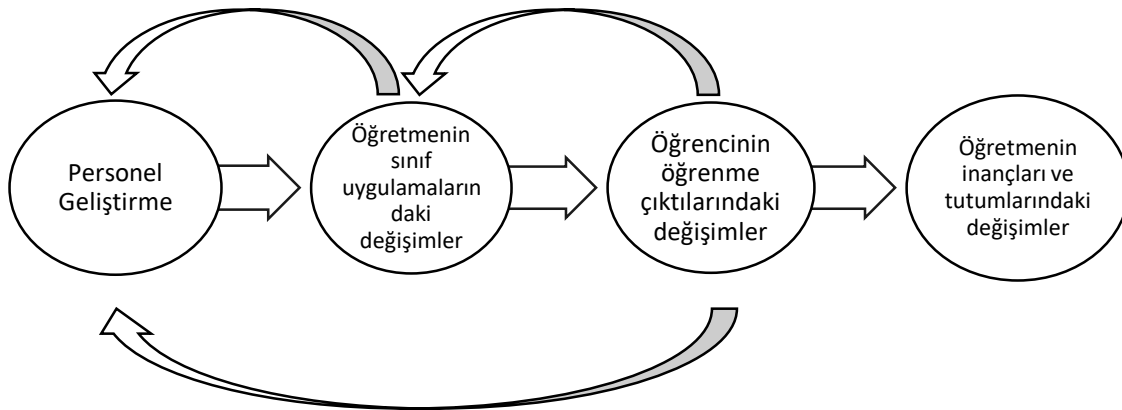 Personel
Geliştirme
Öğretmenin
sınıf
uygulamaların
daki
değişimler
Öğrencinin
öğrenme
çıktılarındaki
değişimler
Öğretmenin
inançları ve
tutumlarındaki
değişimler